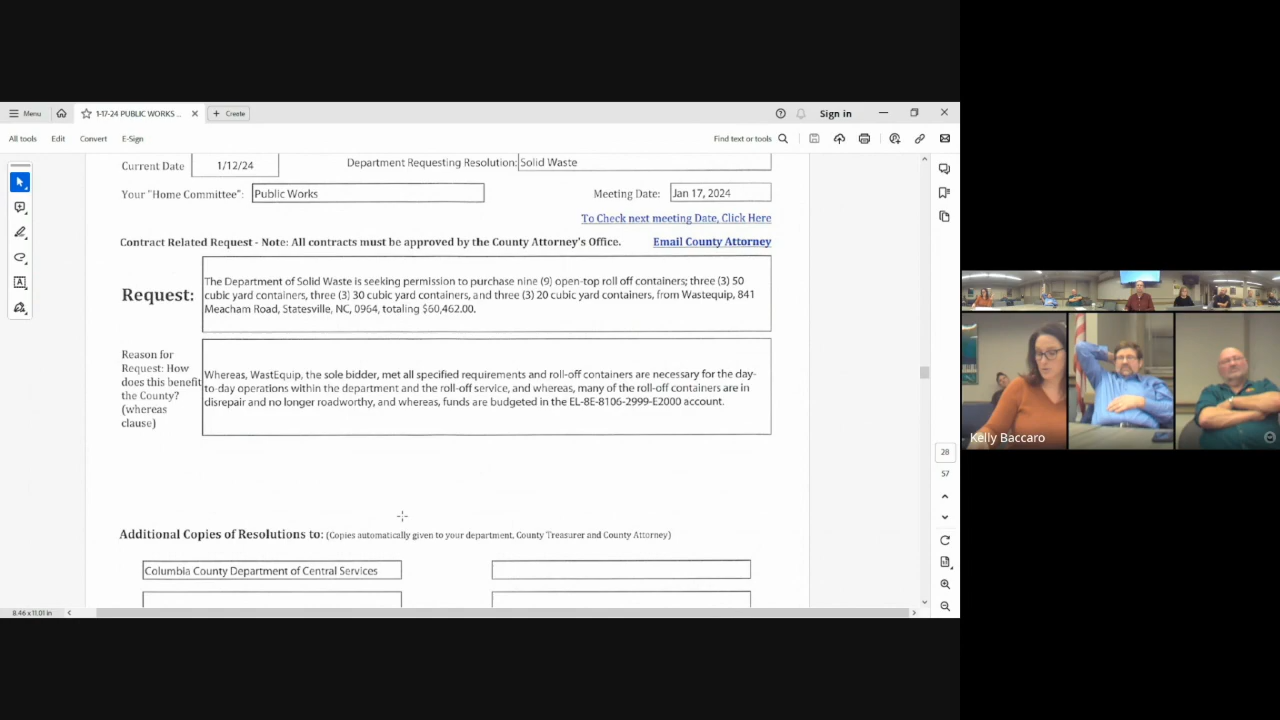 Menu
1-17-24 PUBLIC WORKS ...
Create
Sign in
All tools
Edit
Convert
E-Sign
Find text or tools
Current Date
1/12/24
Department Requesting Resolution:
Solid Waste
Your "Home Committee":
Public Works
Meeting Date:
Jan 17, 2024
To Check next meeting Date, Click Here
Contract Related Request - Note: All contracts must be approved by the County Attorney's Office.
Email County Attorney
Request:
The Department of Solid Waste is seeking permission to purchase nine (9) open-top roll off containers; three (3) 50
cubic yard containers, three (3) 30 cubic yard containers, and three (3) 20 cubic yard containers, from Wastequip, 841
Meacham Road, Statesville, NC, 0964, totaling $60,462.00.
Reason for
Request: How
does this benefit
the County?
(whereas
clause)
Whereas, WastEquip, the sole bidder, met all specified requirements and roll-off containers are necessary for the day-
to-day operations within the department and the roll-off service, and whereas, many of the roll-off containers are in
disrepair and no longer roadworthy, and whereas, funds are budgeted in the EL-8E-8106-2999-E2000 account.
Additional Copies of Resolutions to: (Copies automatically given to your department, County Treasurer and County Attorney)
Columbia County Department of Central Services
28
57
8.46 x 11.01 in
Kelly Baccaro